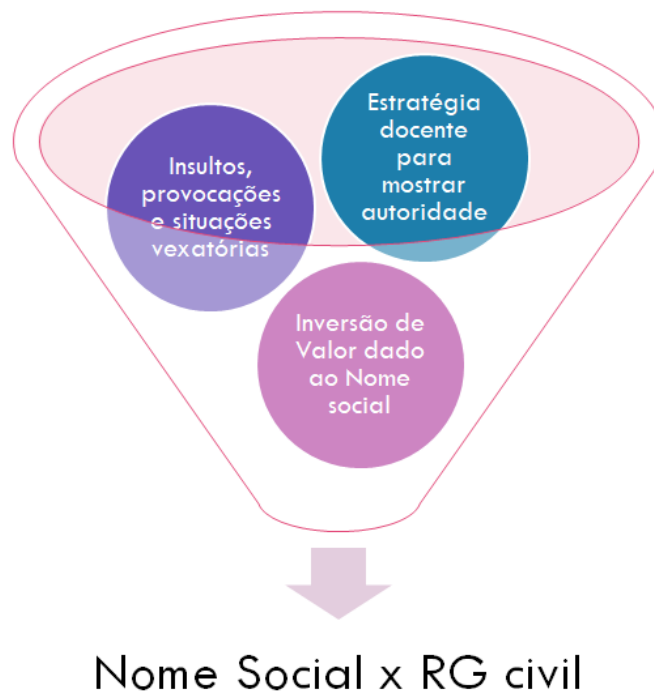 Estratégia
docente
para
mostrar
autoridade
Insultos,
provocações
e situações
vexatórias
Inversão de
Valor dado
ao Nome
social
Nome Social x RG civil